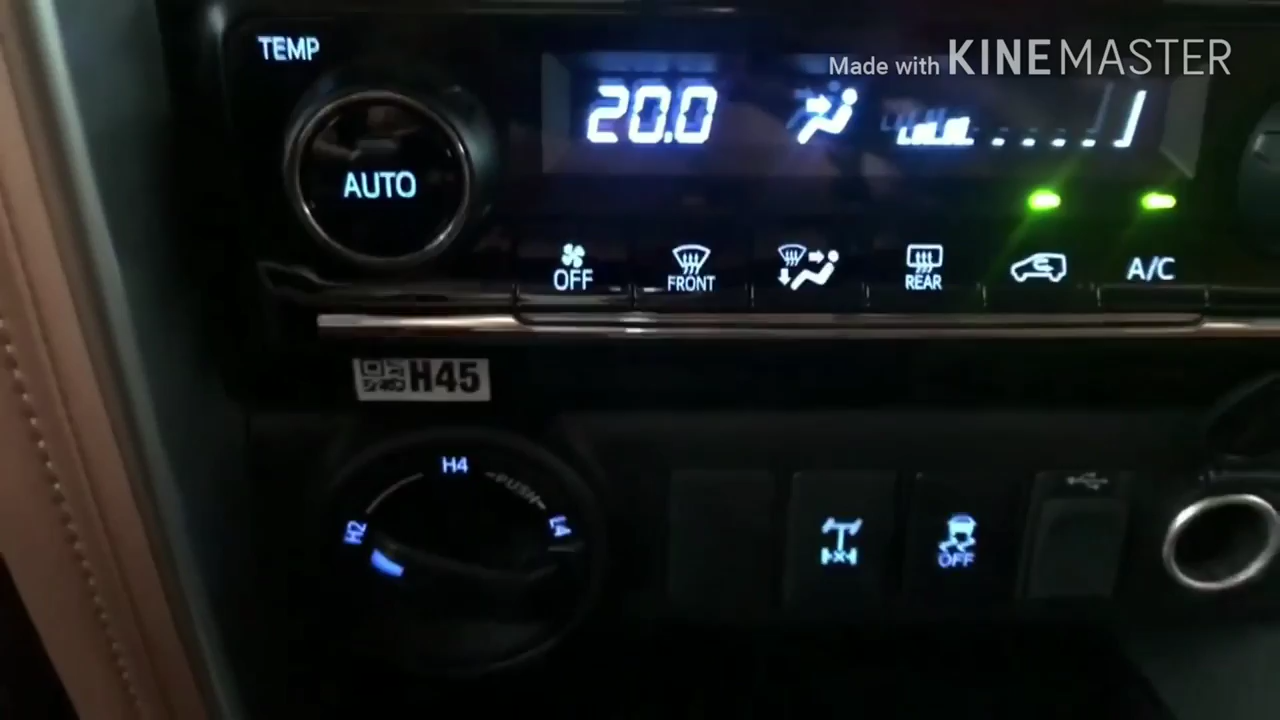 TEMP
Made with KINEMASTER
20.0
AUTO
OFF
FRONT
REAR
A/C
H45
H4
PUSH
H2
L4
OFF